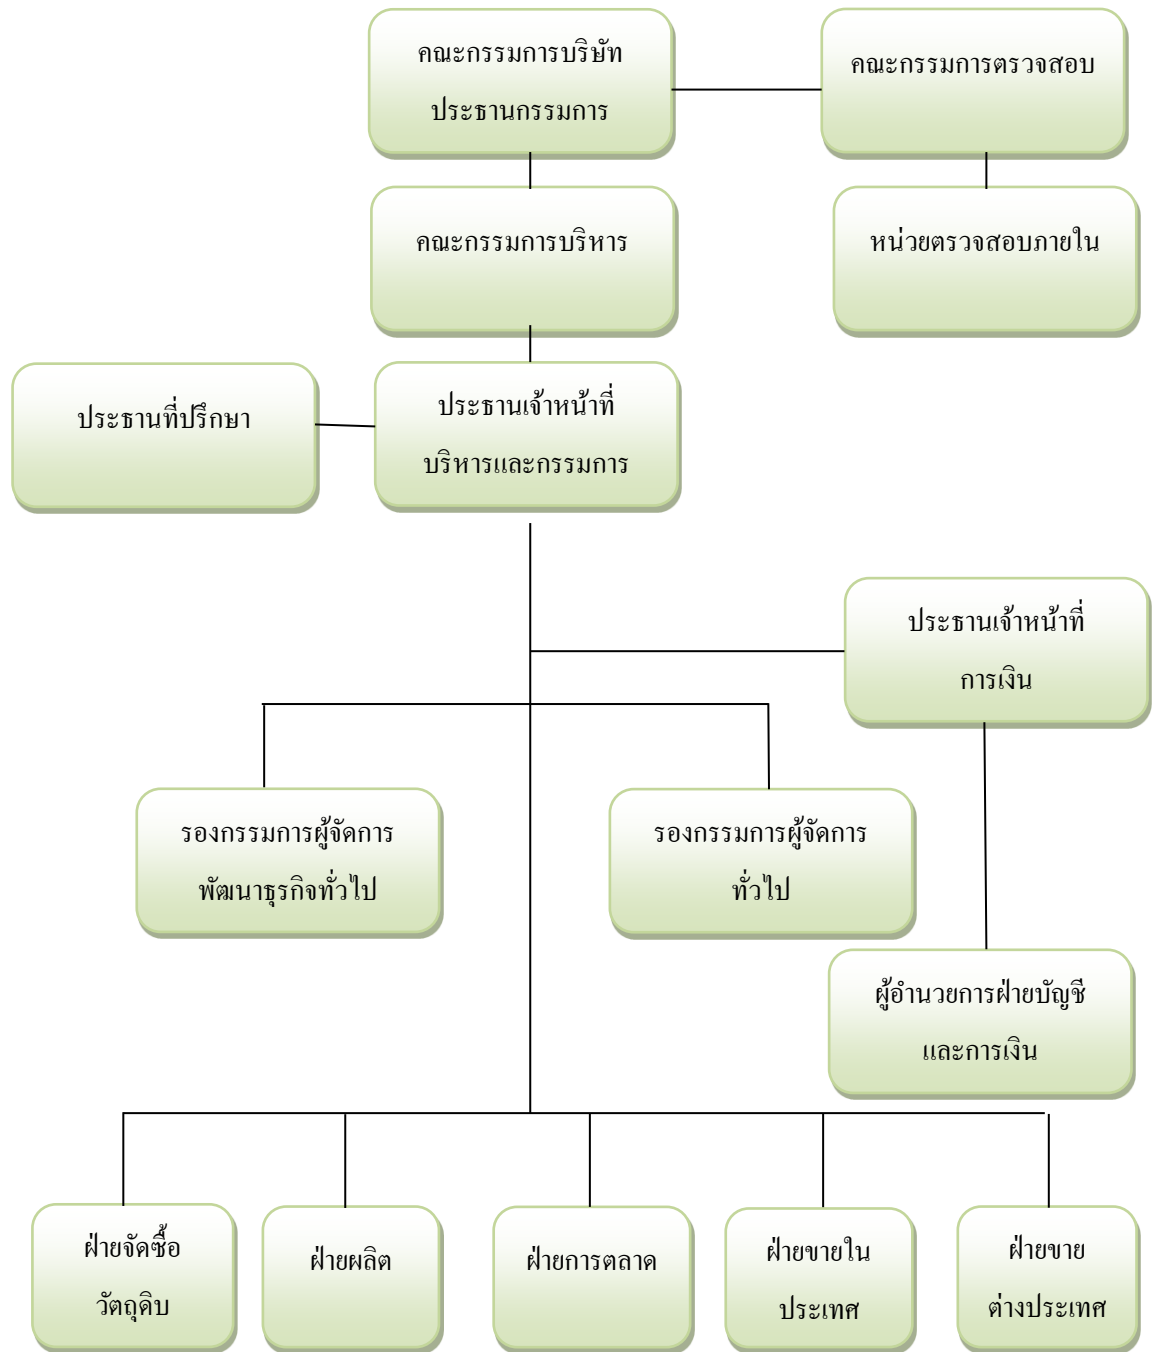 คณะกรรมการบริษัท
ประธานกรรมการ
คณะกรรมการตรวจสอบ
คณะกรรมการบริหาร
หน่วยตรวจสอบภายใน
ประธานที่ปรึกษา
ประธานเจ้าหน้าที่
บริหารและกรรมการ
ประธานเจ้าหน้าที่
การเงิน
รองกรรมการผู้จัดการ
พัฒนาธุรกิจทั่วไป
รองกรรมการผู้จัดการ
ทั่วไป
ผู้อำนวยการฝ่ายบัญชี
และการเงิน
ฝ่ายจัดซื้อ
วัตถุดิบ
ฝ่ายผลิต
ฝ่ายการตลาด
ฝ่ายขายใน
ประเทศ
ฝ่ายขาย
ต่างประเทศ